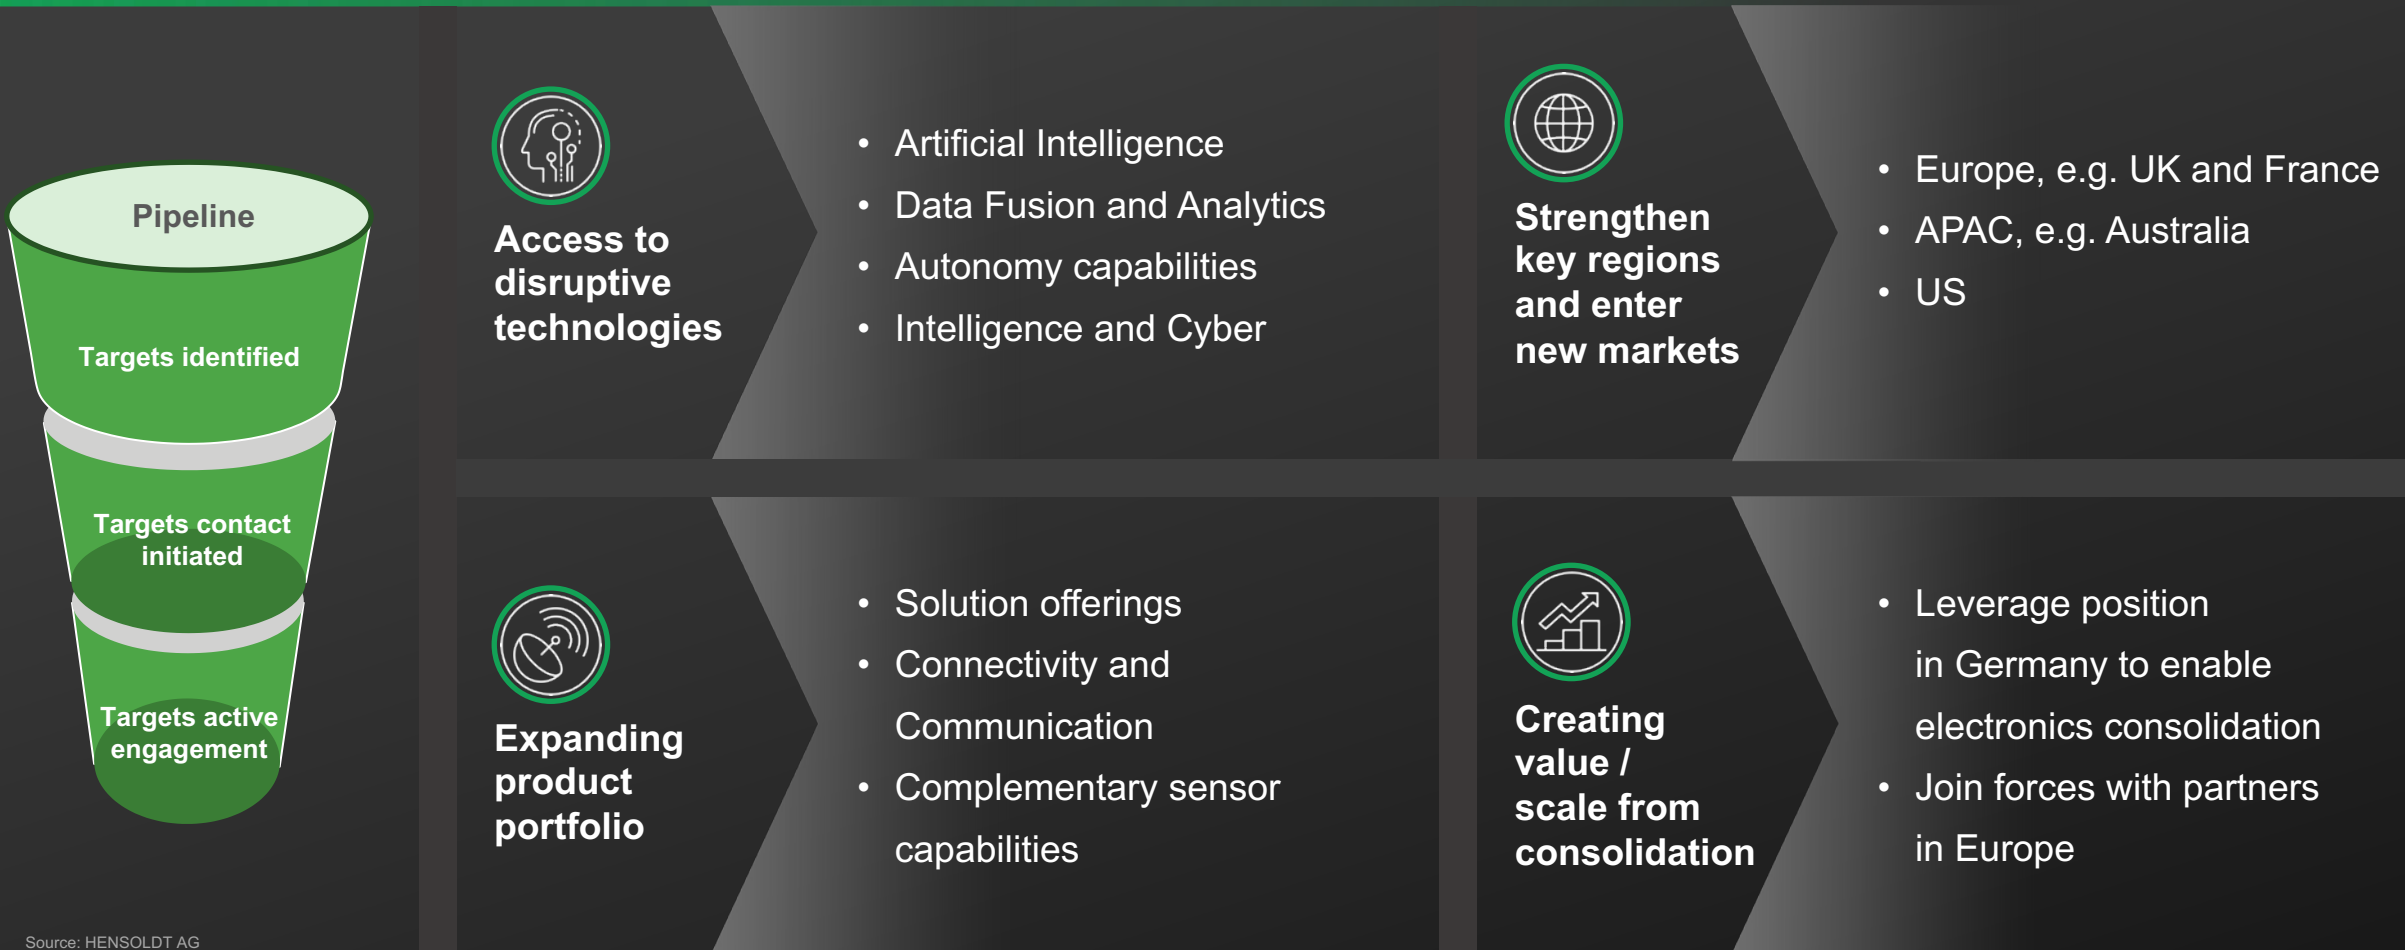 Pipeline
Targets identified
Targets contact
initiated
Targets active
engagement
Access to
disruptive
technologies
• Artificial Intelligence
• Data Fusion and Analytics
• Autonomy capabilities
• Intelligence and Cyber
Strengthen
key regions
and enter
new markets
• Europe, e.g. UK and France
• APAC, e.g. Australia
• US
Expanding
product
portfolio
• Solution offerings
• Connectivity and
Communication
• Complementary sensor
capabilities
Creating
value /
scale from
consolidation
• Leverage position
in Germany to enable
electronics consolidation
• Join forces with partners
in Europe
Source: HENSOLDT AG